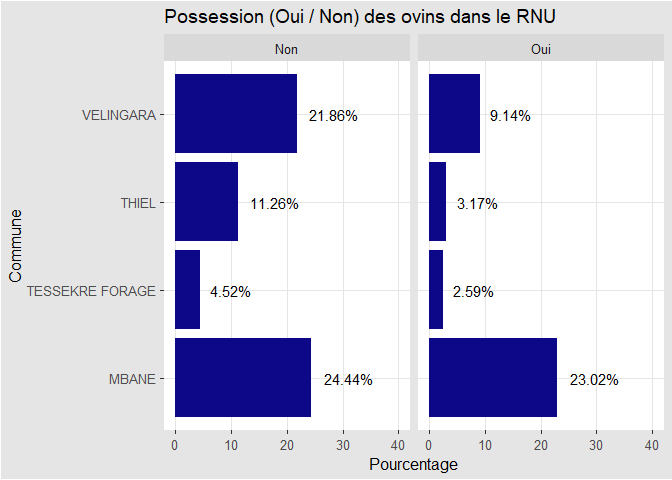 Possession (Oui / Non) des ovins dans le RNU
Non
Oui
Commune
VELINGARA
21.86%
9.14%
THIEL
11.26%
3.17%
TESSEKRE FORAGE
4.52%
2.59%
MBANE
24.44%
23.02%
0 10 20 30 40
0 10 20 30 40
Pourcentage